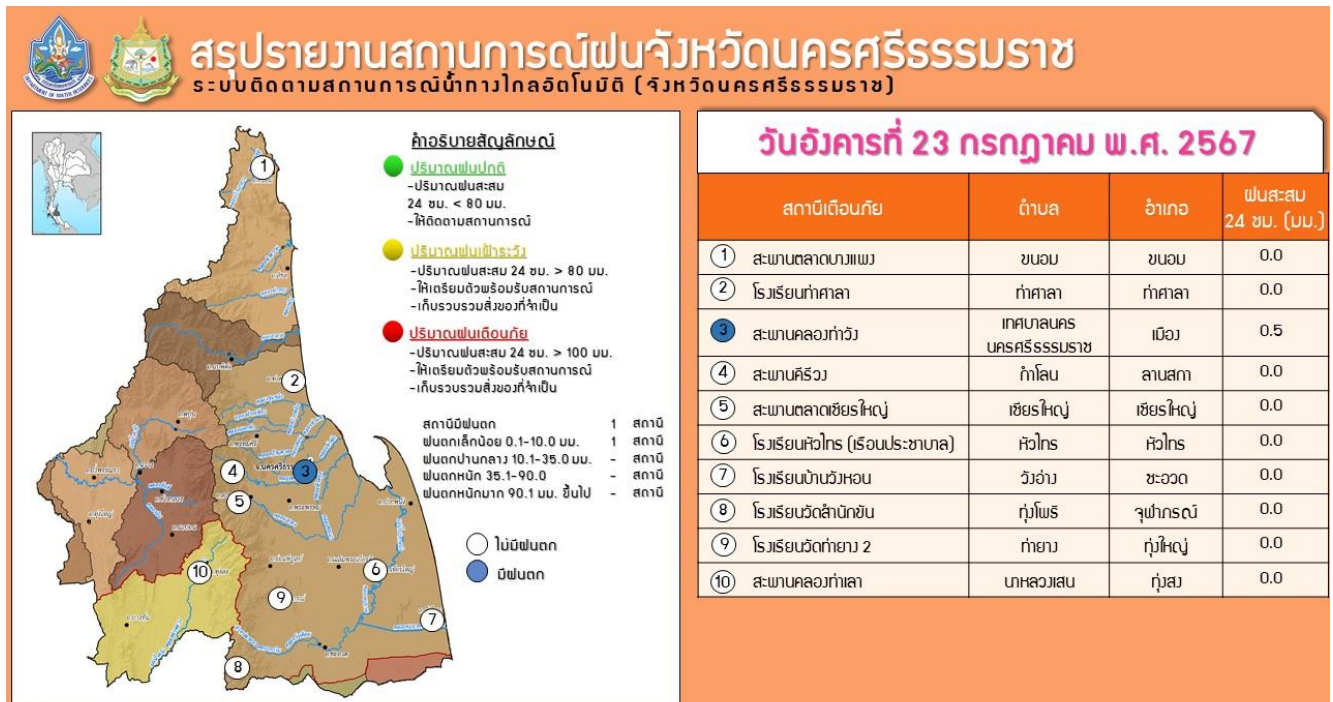 สรุปรายงานสถานการณ์ฝนจังหวัดนครศรีธรรมราช
ระบบติดตามสถานการณ์น้ำทางไกลอัตโนมัติ (จังหวัดนครศรีธรรมราช)
คำอธิบายสัญลักษณ์
ปริมาณฝนปกติ
-ปริมาณฝนสะสม
24 ชม. < 80 มม.
-ให้ติดตามสถานการณ์
ปริมาณฝนเฝ้าระวัง
-ปริมาณฝนสะสม 24 ชม. > 80 มม.
-ให้เตรียมตัวพร้อมรับสถานการณ์
-เก็บรวบรวมสิ่งของที่จำเป็น
ปริมาณฝนเตือนภัย
-ปริมาณฝนสะสม 24 ชม. > 100 มม.
-ให้เตรียมตัวพร้อมรับสถานการณ์
-เก็บรวบรวมสิ่งของที่จำเป็น
สถานีมีฝนตก 1 สถานี
ฝนตกเล็กน้อย 0.1-10.0 มม. 1 สถานี
ฝนตกปานกลาง 10.1-35.0 มม. - สถานี
ฝนตกหนัก 35.1-90.0 - สถานี
ฝนตกหนักมาก 90.1 มม. ขึ้นไป - สถานี
ไม่มีฝนตก
มีฝนตก
1
2
3
4
5
6
10
9
7
8
วันอังคารที่ 23 กรกฎาคม พ.ศ. 2567
สถานีเตือนภัย ตำบล อำเภอ ฝนสะสม
24 ชม. (มม.)
1 สะพานตลาดบางแพง ขนอม ขนอม 0.0
2 โรงเรียนท่าศาลา ท่าศาลา ท่าศาลา 0.0
3 สะพานคลองท่าวัง เทศบาลนคร
นครศรีธรรมราช เมือง 0.5
4 สะพานคีรีวง กำโลน ลานสกา 0.0
5 สะพานตลาดเชียรใหญ่ เชียรใหญ่ เชียรใหญ่ 0.0
6 โรงเรียนหัวไทร (เรือนประชาบาล) หัวไทร หัวไทร 0.0
7 โรงเรียนบ้านวังหอน วังอ่าง ชะอวด 0.0
8 โรงเรียนวัดสำนักขัน ทุ่งโพธิ จุฬาภรณ์ 0.0
9 โรงเรียนวัดท่ายาง 2 ท่ายาง ทุ่งใหญ่ 0.0
10 สะพานคลองท่าเลา นาหลวงเสน ทุ่งสง 0.0